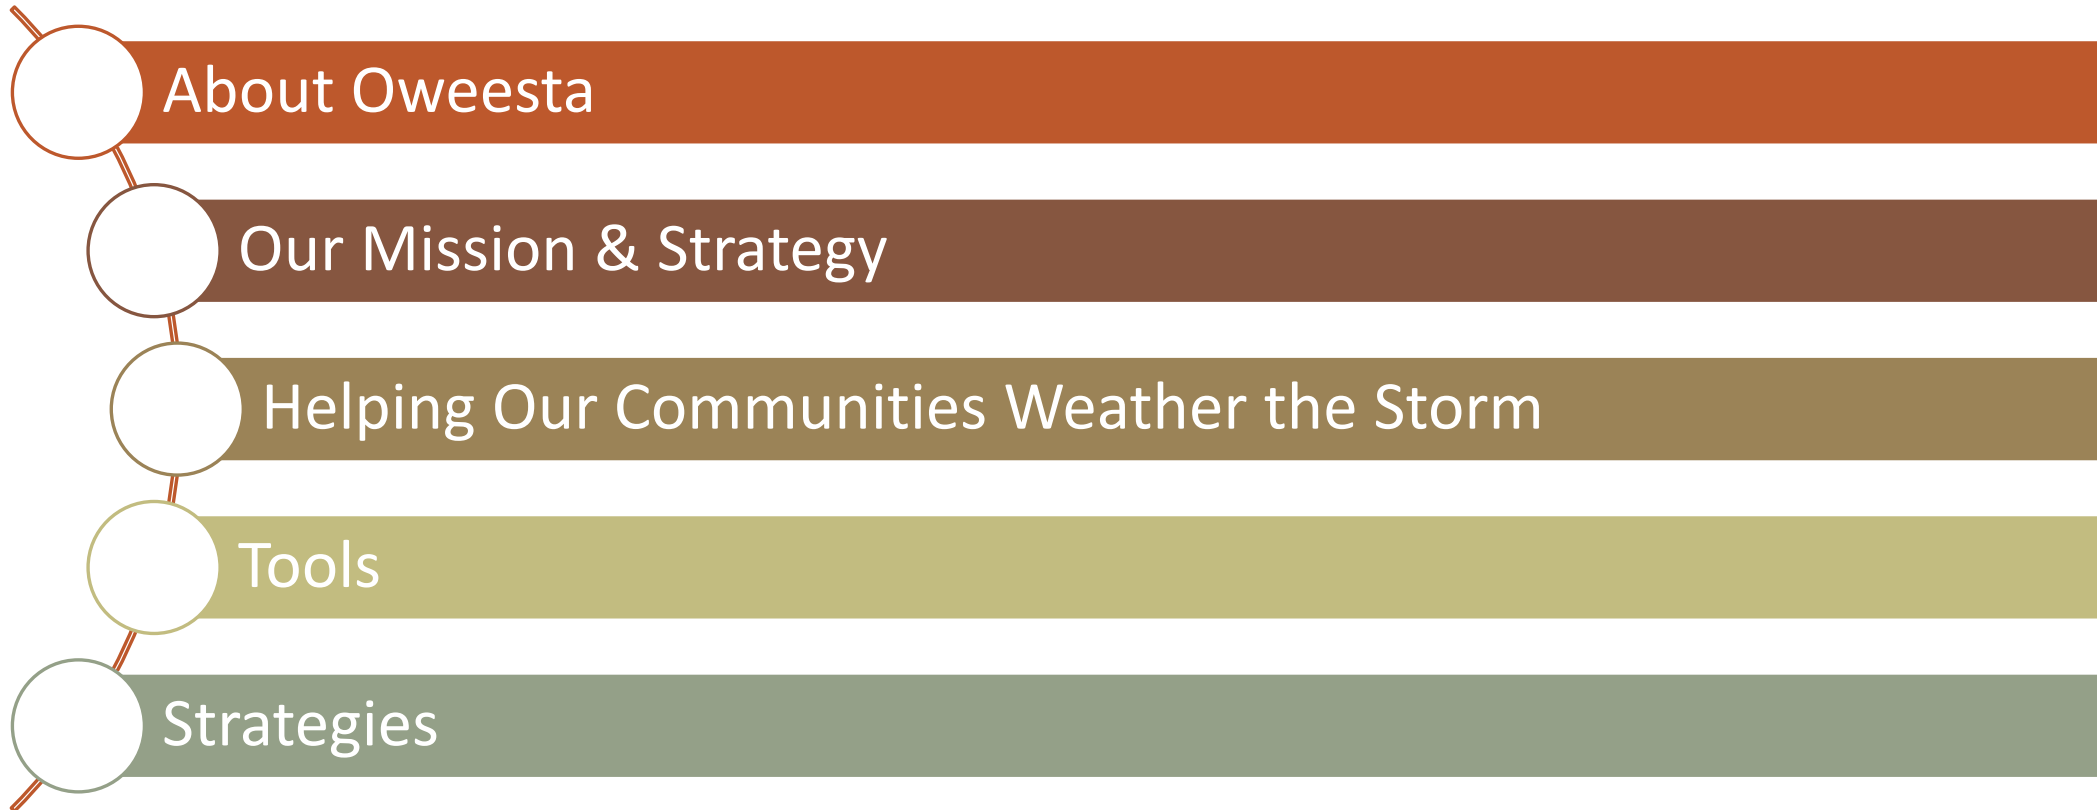 About Oweesta
Our Mission & Strategy
Helping Our Communities Weather the Storm
Tools
Strategies